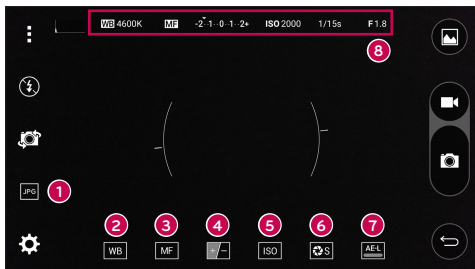 WB 4600K MF -2··1··0··1··2+ ISO 2000 1/15s F1.8
8
JPG 1
2 3 4 5 6 7
WB MF +/- ISO S AE-L